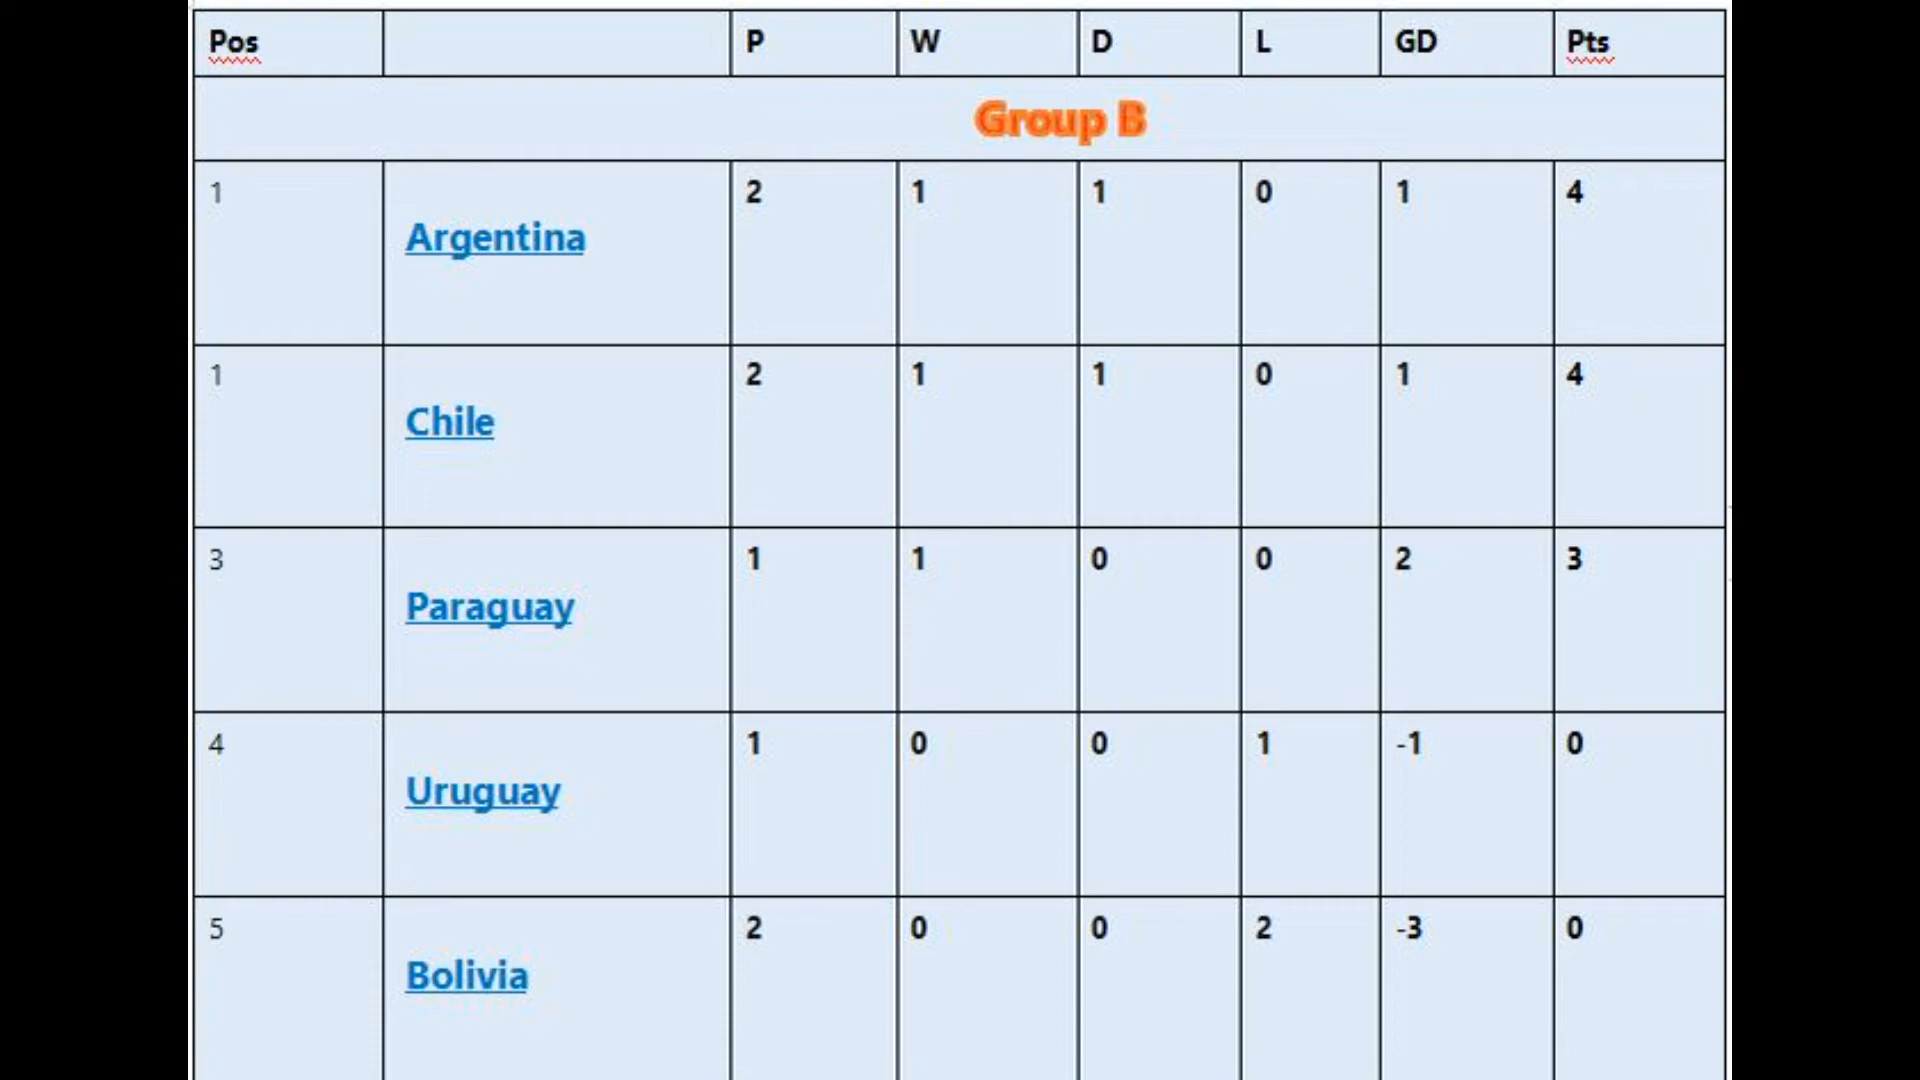 Pos P W D L GD Pts
Group B
1 Argentina 2 1 1 0 1 4
1 Chile 2 1 1 0 1 4
3 Paraguay 1 1 0 0 2 3
4 Uruguay 1 0 0 1 -1 0
5 Bolivia 2 0 0 2 -3 0